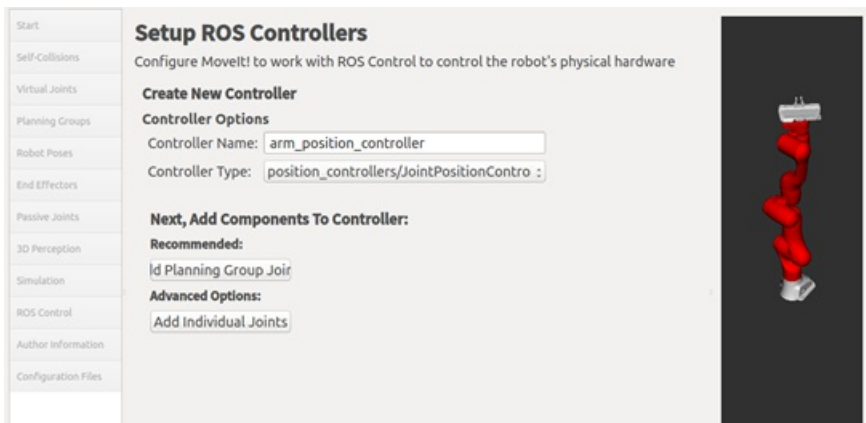 Start
Self-Collisions
Virtual Joints
Planning Groups
Robot Poses
End Effectors
Passive Joints
3D Perception
Simulation
ROS Control
Author Information
Configuration Files
Setup ROS Controllers
Configure MoveIt! to work with ROS Control to control the robot's physical hardware
Create New Controller
Controller Options
Controller Name: arm_position_controller
Controller Type: position_controllers/JointPositionContro
Next, Add Components To Controller:
Recommended:
ld Planning Group Join
Advanced Options:
Add Individual Joints